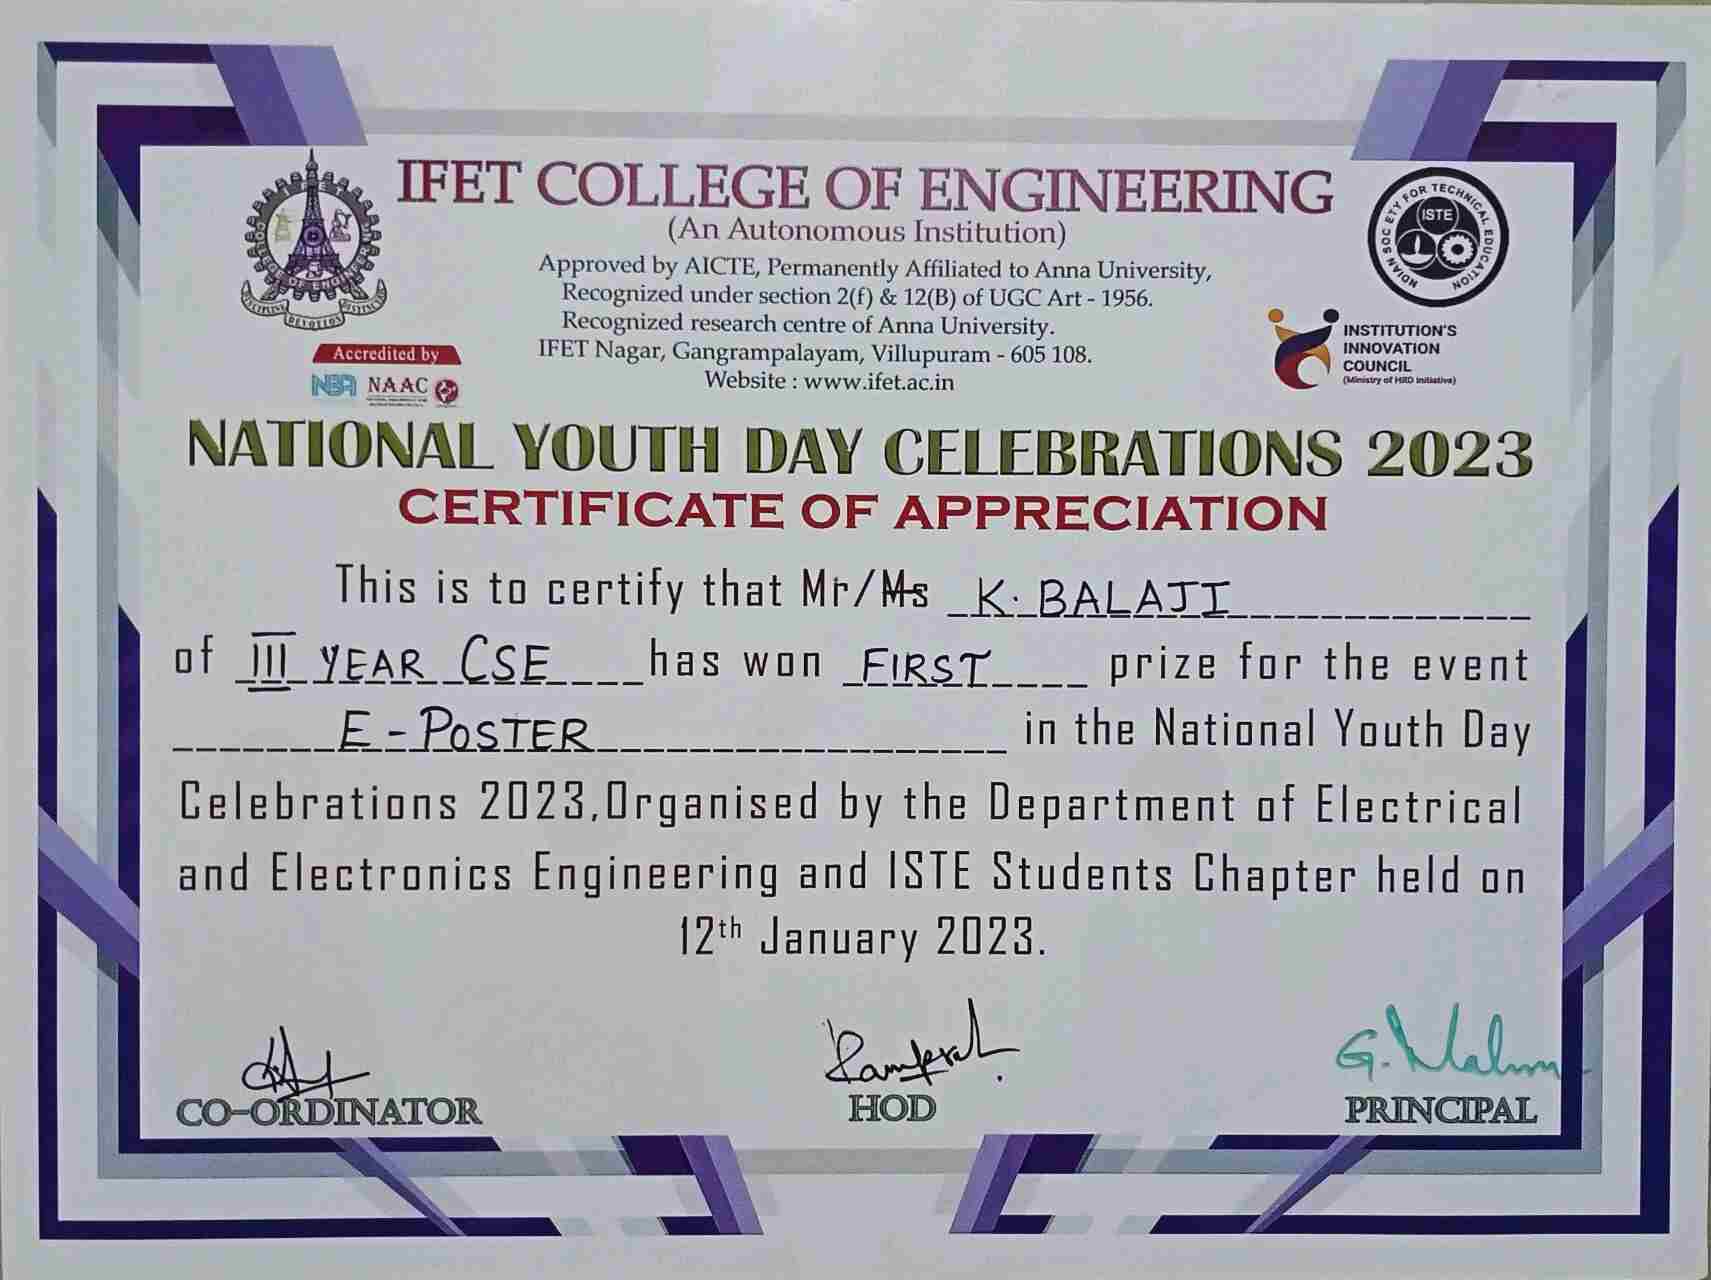 IFET COLLEGE OF ENGINEERING
(An Autonomous Institution)
Approved by AICTE, Permanently Affiliated to Anna University,
Recognized under section 2(f) & 12(B) of UGC Art - 1956.
Recognized research centre of Anna University.
IFET Nagar, Gangrampalayam, Villupuram - 605 108.
Website : www.ifet.ac.in
DEVOTION
Accredited by
NBA NAAC
INDIAN SOCIETY FOR TECHNICAL EDUCATION
ISTE
INSTITUTION'S
INNOVATION
COUNCIL
(Ministry of HRD Initiative)
NATIONAL YOUTH DAY CELEBRATIONS 2023
CERTIFICATE OF APPRECIATION
This is to certify that Mr/Ms K. BALAJI
of III YEAR CSE has won FIRST prize for the event
E-POSTER in the National Youth Day
Celebrations 2023,Organised by the Department of Electrical
and Electronics Engineering and ISTE Students Chapter held on
12th January 2023.
CO-ORDINATOR
HOD
G.
PRINCIPAL